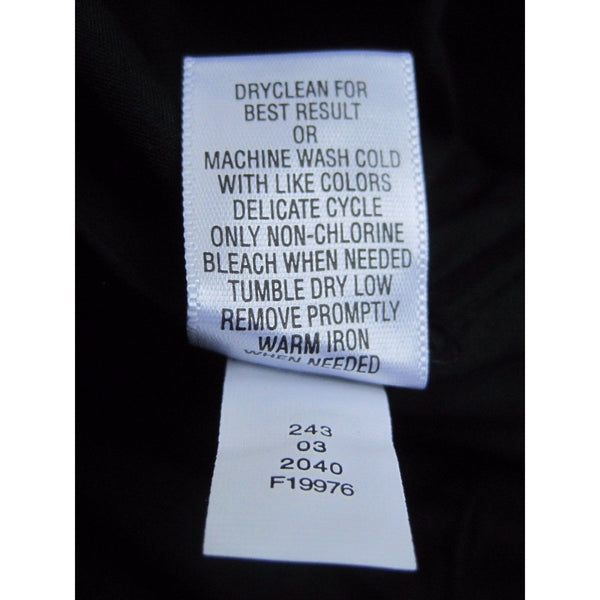 DRYCLEAN FOR
BEST RESULT
OR
MACHINE WASH COLD
WITH LIKE COLORS
DELICATE CYCLE
ONLY NON-CHLORINE
BLEACH WHEN NEEDED
TUMBLE DRY LOW
REMOVE PROMPTLY
WARM IRON
WHEN NEEDED
243
03
2040
F19976